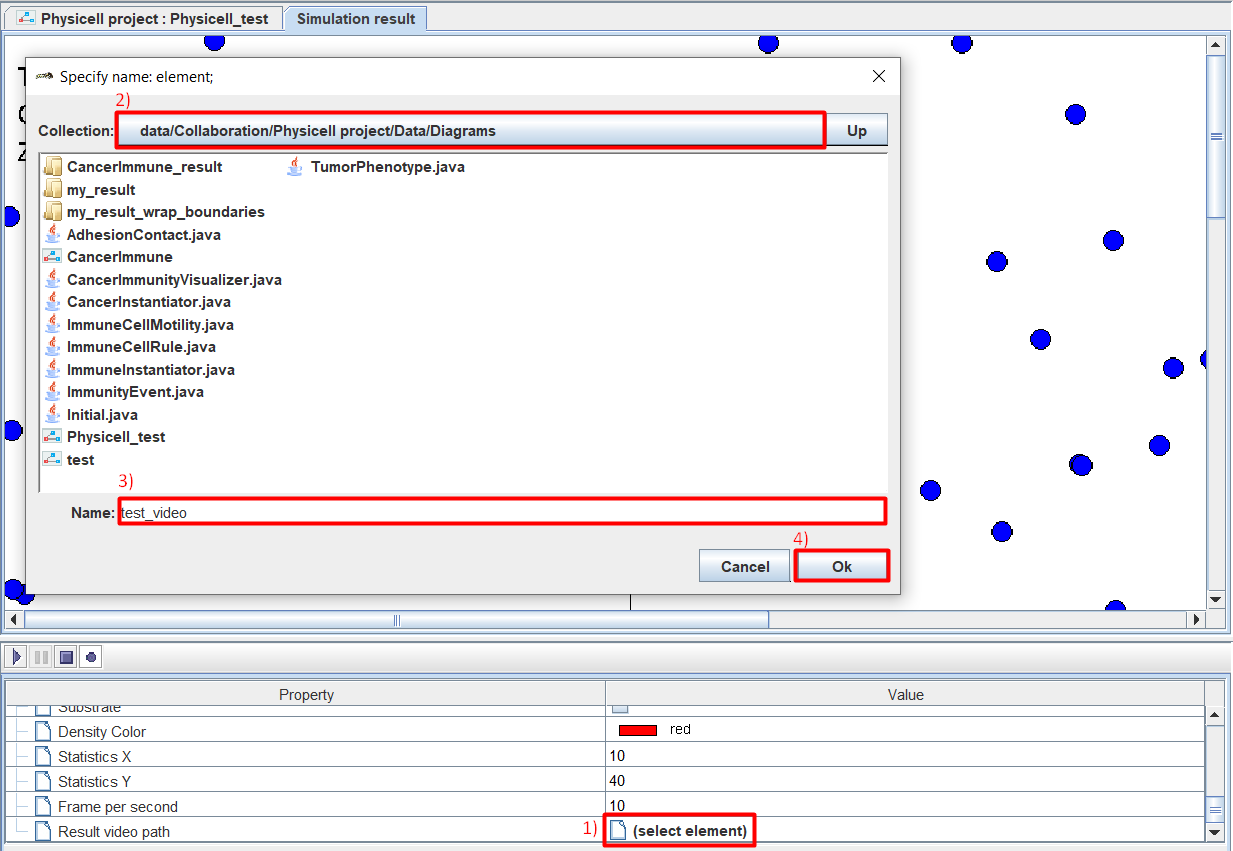 Physicell project : Physicell_test
Simulation result
Specify name: element;
2)
Collection: data/Collaboration/Physicell project/Data/Diagrams Up
CancerImmune_result TumorPhenotype.java
my_result
my_result_wrap_boundaries
AdhesionContact.java
CancerImmune
CancerImmunityVisualizer.java
CancerInstantiator.java
ImmuneCellMotility.java
ImmuneCellRule.java
ImmuneInstantiator.java
ImmunityEvent.java
Initial.java
Physicell_test
test
3)
Name: test_video
4)
Cancel Ok
Property Value
Substrate
Density Color red
Statistics X 10
Statistics Y 40
Frame per second 10
Result video path 1) (select element)